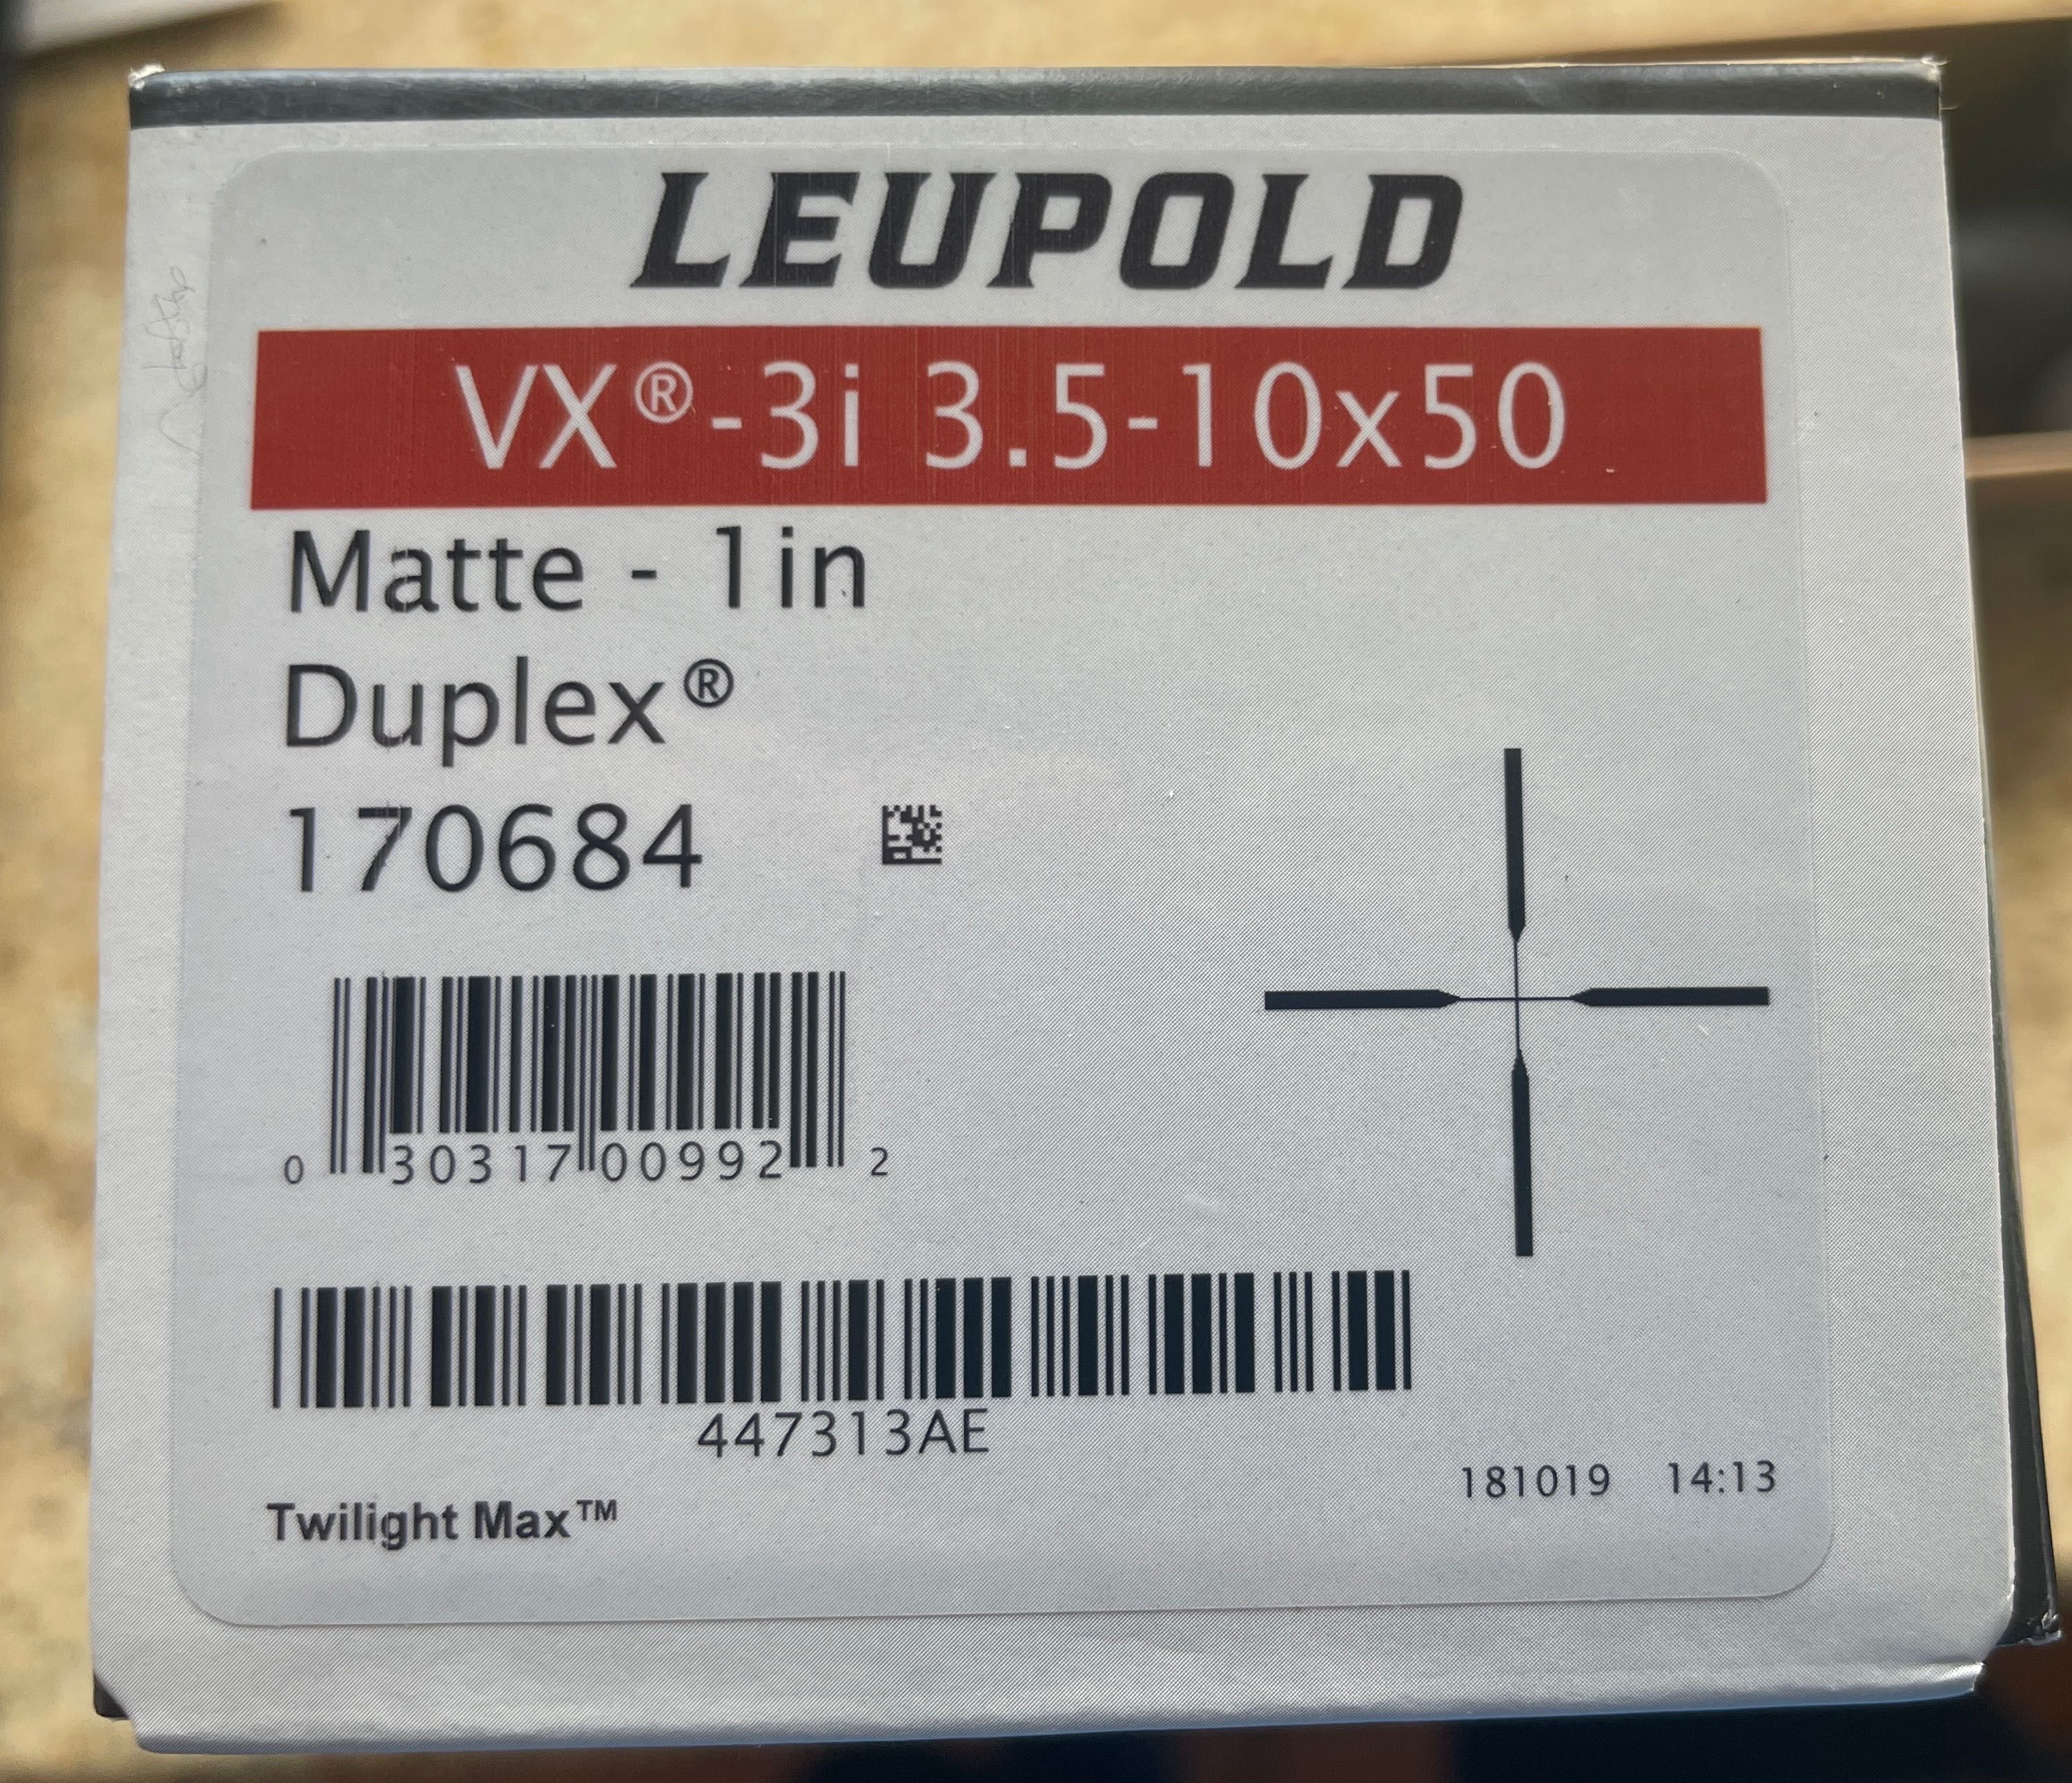 LEUPOLD
VX®-3i 3.5-10x50
Matte - 1in
Duplex®
170684
0 30317 00992 2
447313AE
181019 14:13
Twilight Max™